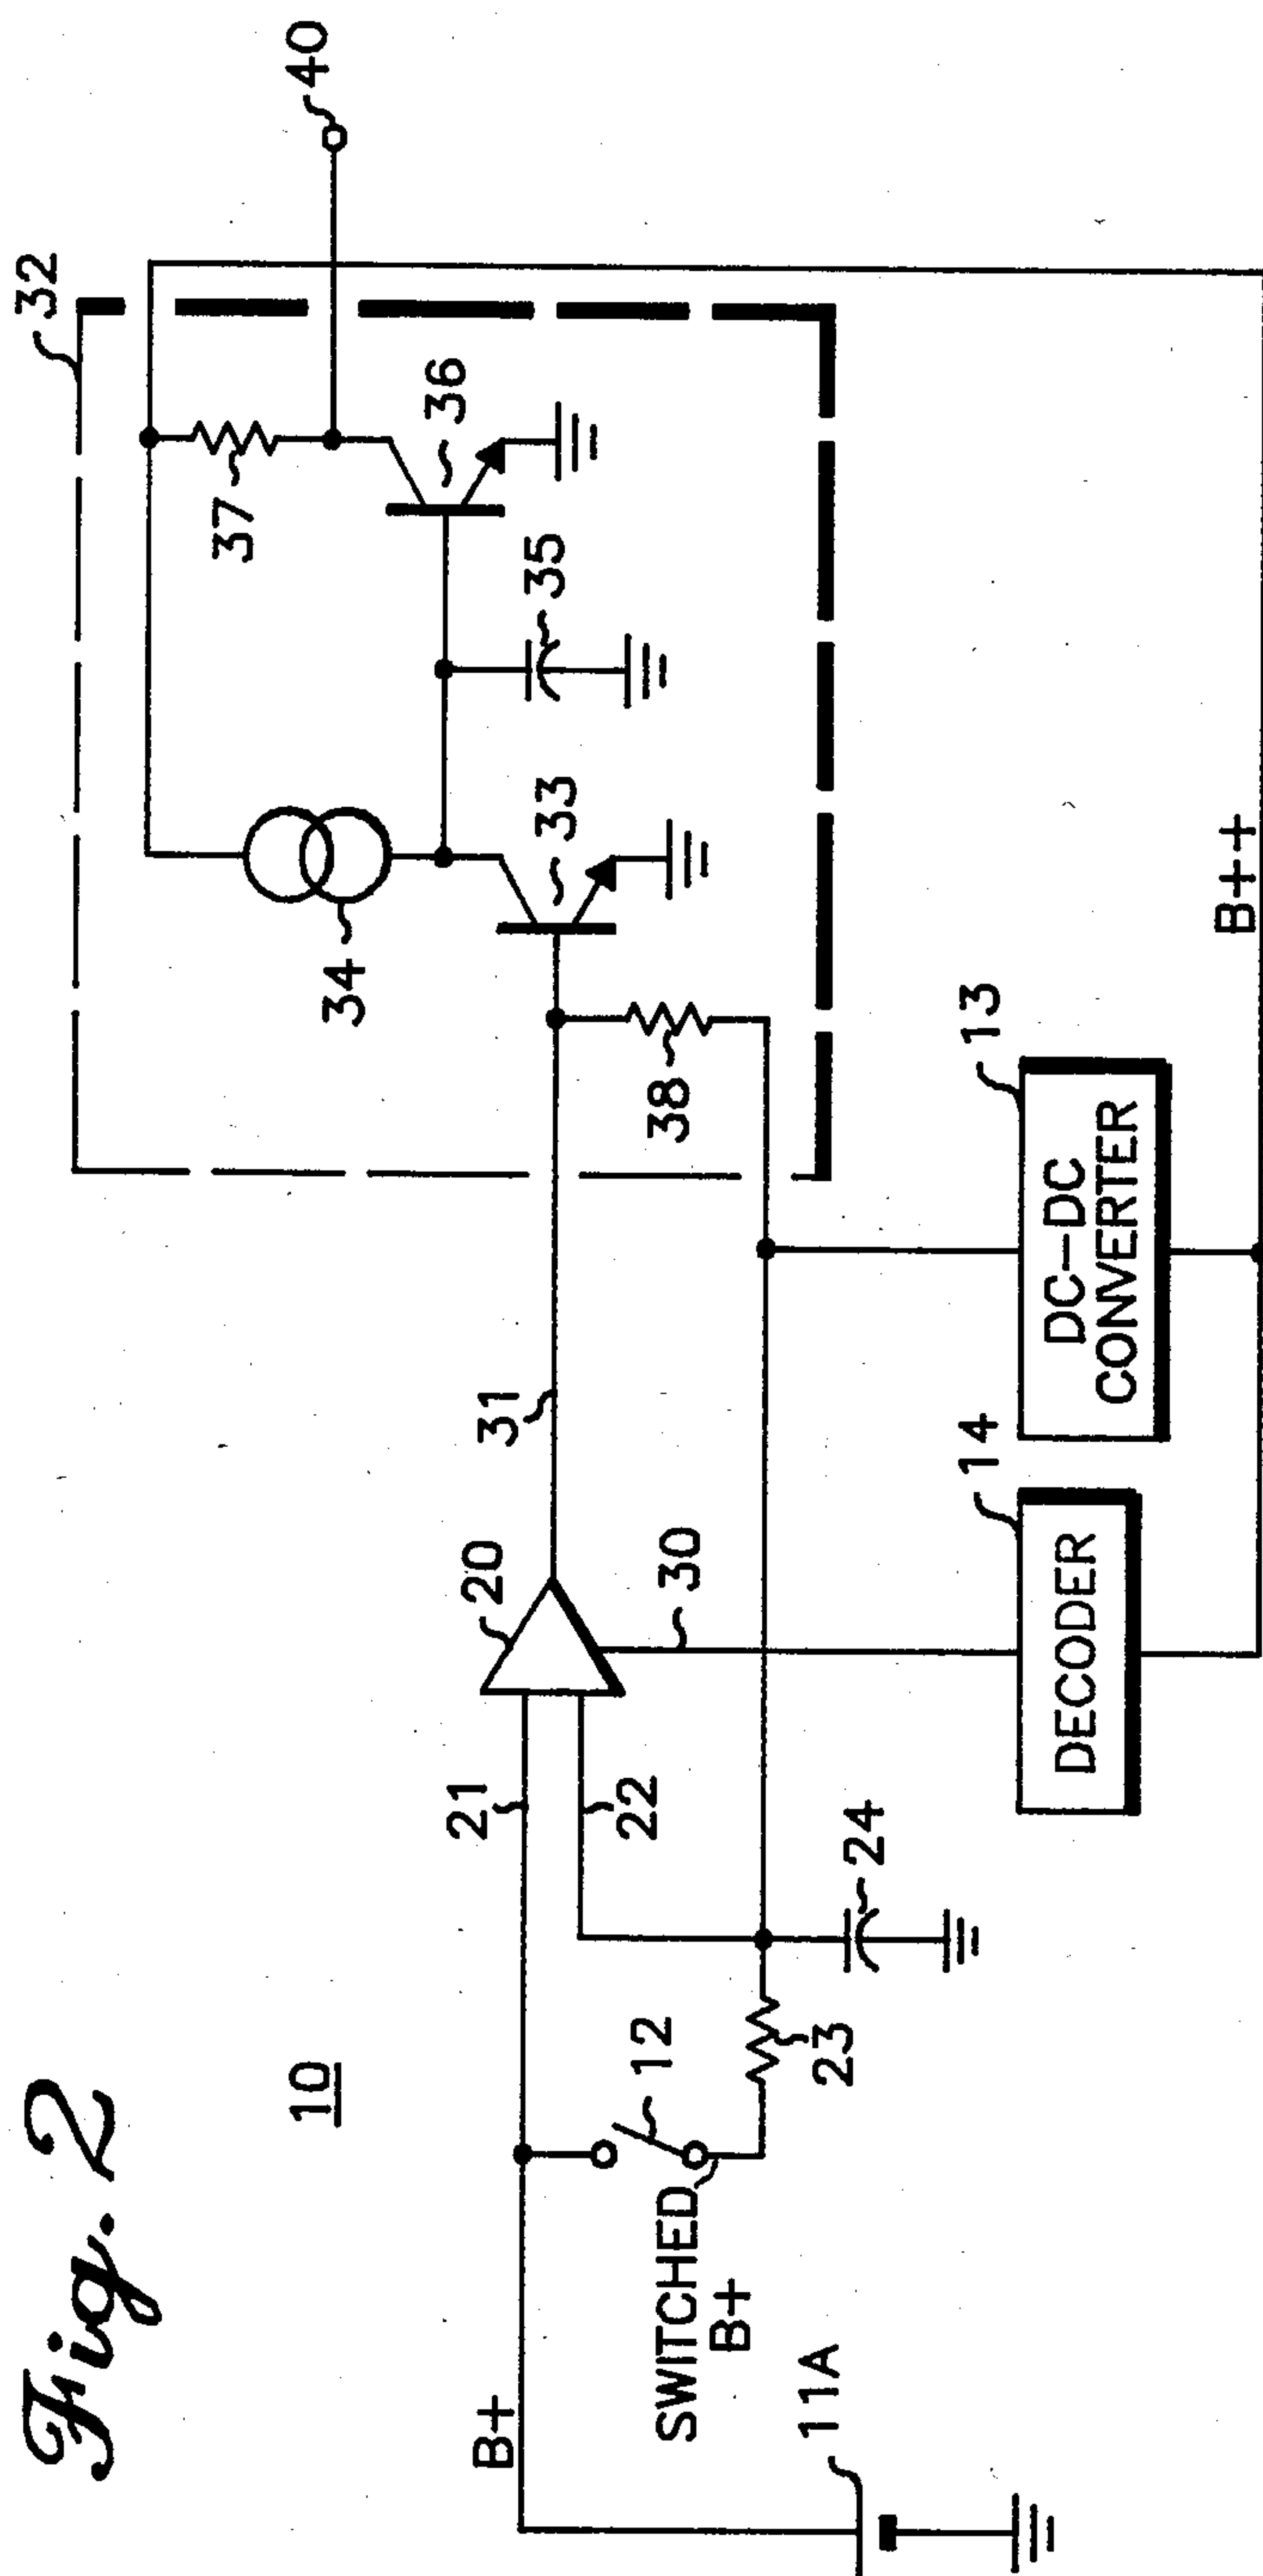 Fig. 2
10
B+
SWITCHED
B+
11A
12
23
24
21
22
20
30
31
14
DECODER
13
DC–DC
CONVERTER
B++
32
33
34
35
36
37
38
40